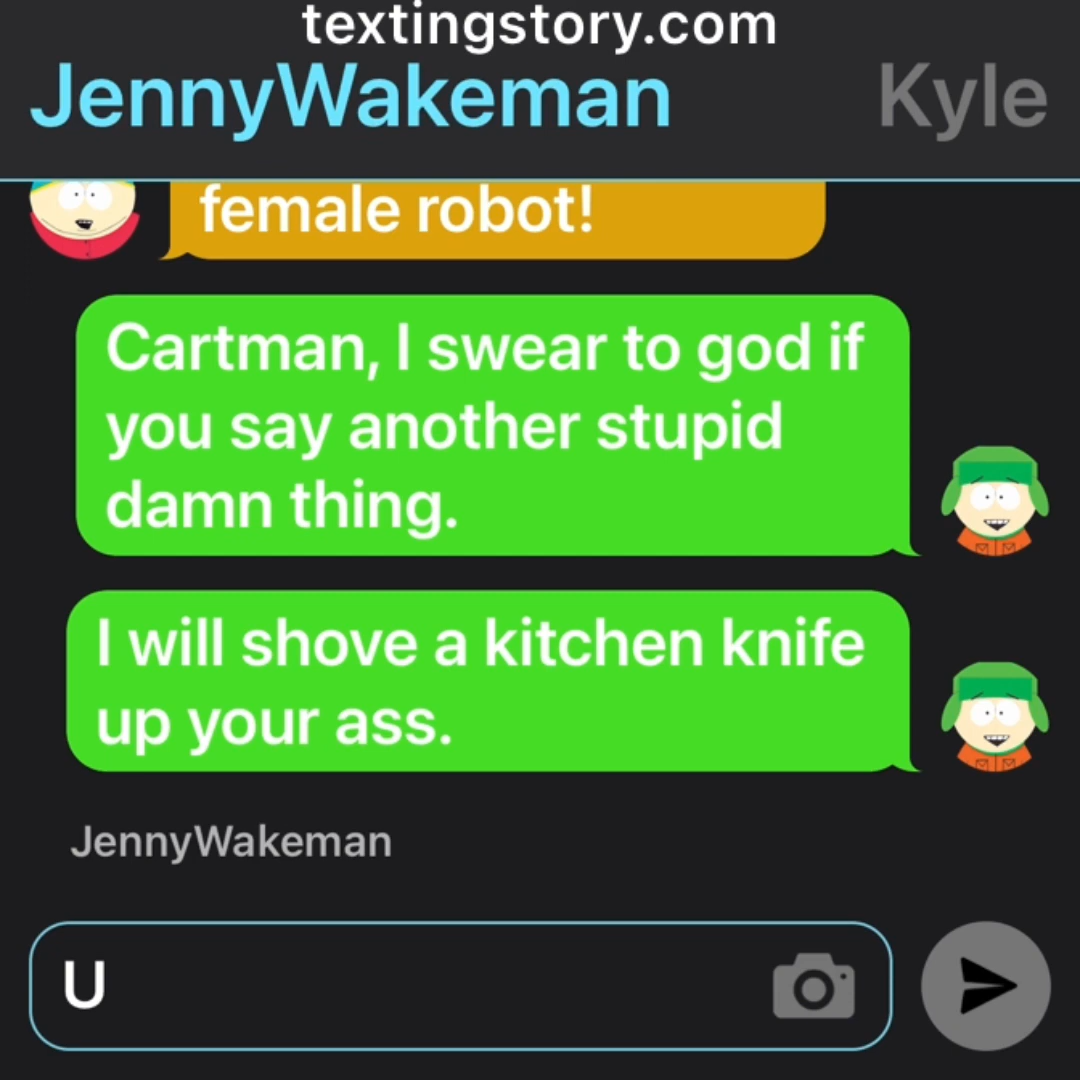 textingstory.com
JennyWakeman Kyle
female robot!
Cartman, I swear to god if
you say another stupid
damn thing.
I will shove a kitchen knife
up your ass.
JennyWakeman
U